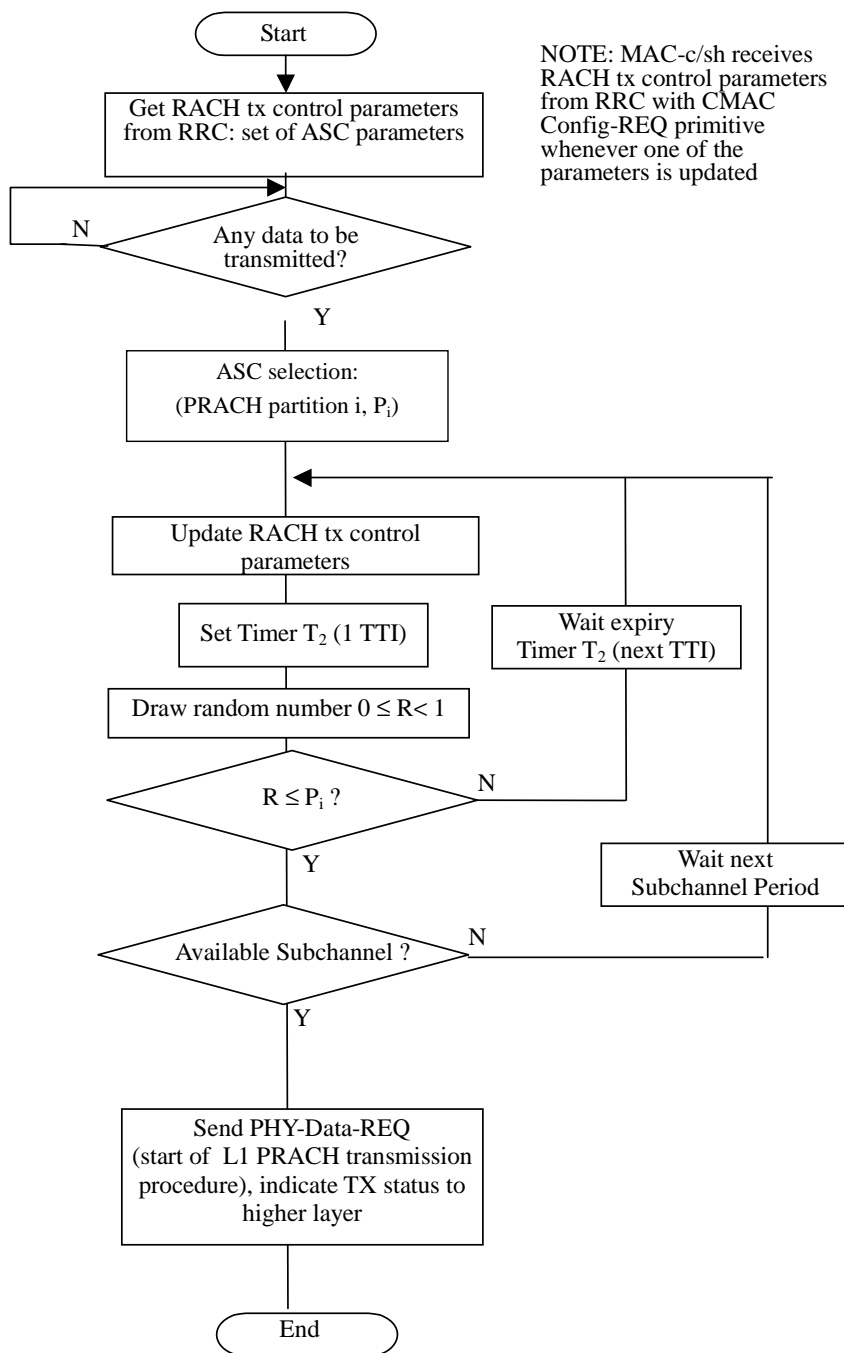 Start
NOTE: MAC-c/sh receives
RACH tx control parameters
from RRC with CMAC
Config-REQ primitive
whenever one of the
parameters is updated
Get RACH tx control parameters
from RRC: set of ASC parameters
N
Any data to be
transmitted?
Y
ASC selection:
(PRACH partition i, Pᵢ)
Update RACH tx control
parameters
Set Timer T₂ (1 TTI)
Wait expiry
Timer T₂ (next TTI)
Draw random number 0 ≤ R< 1
R ≤ Pᵢ ?
N
Y
Wait next
Subchannel Period
Available Subchannel ?
N
Y
Send PHY-Data-REQ
(start of L1 PRACH transmission
procedure), indicate TX status to
higher layer
End